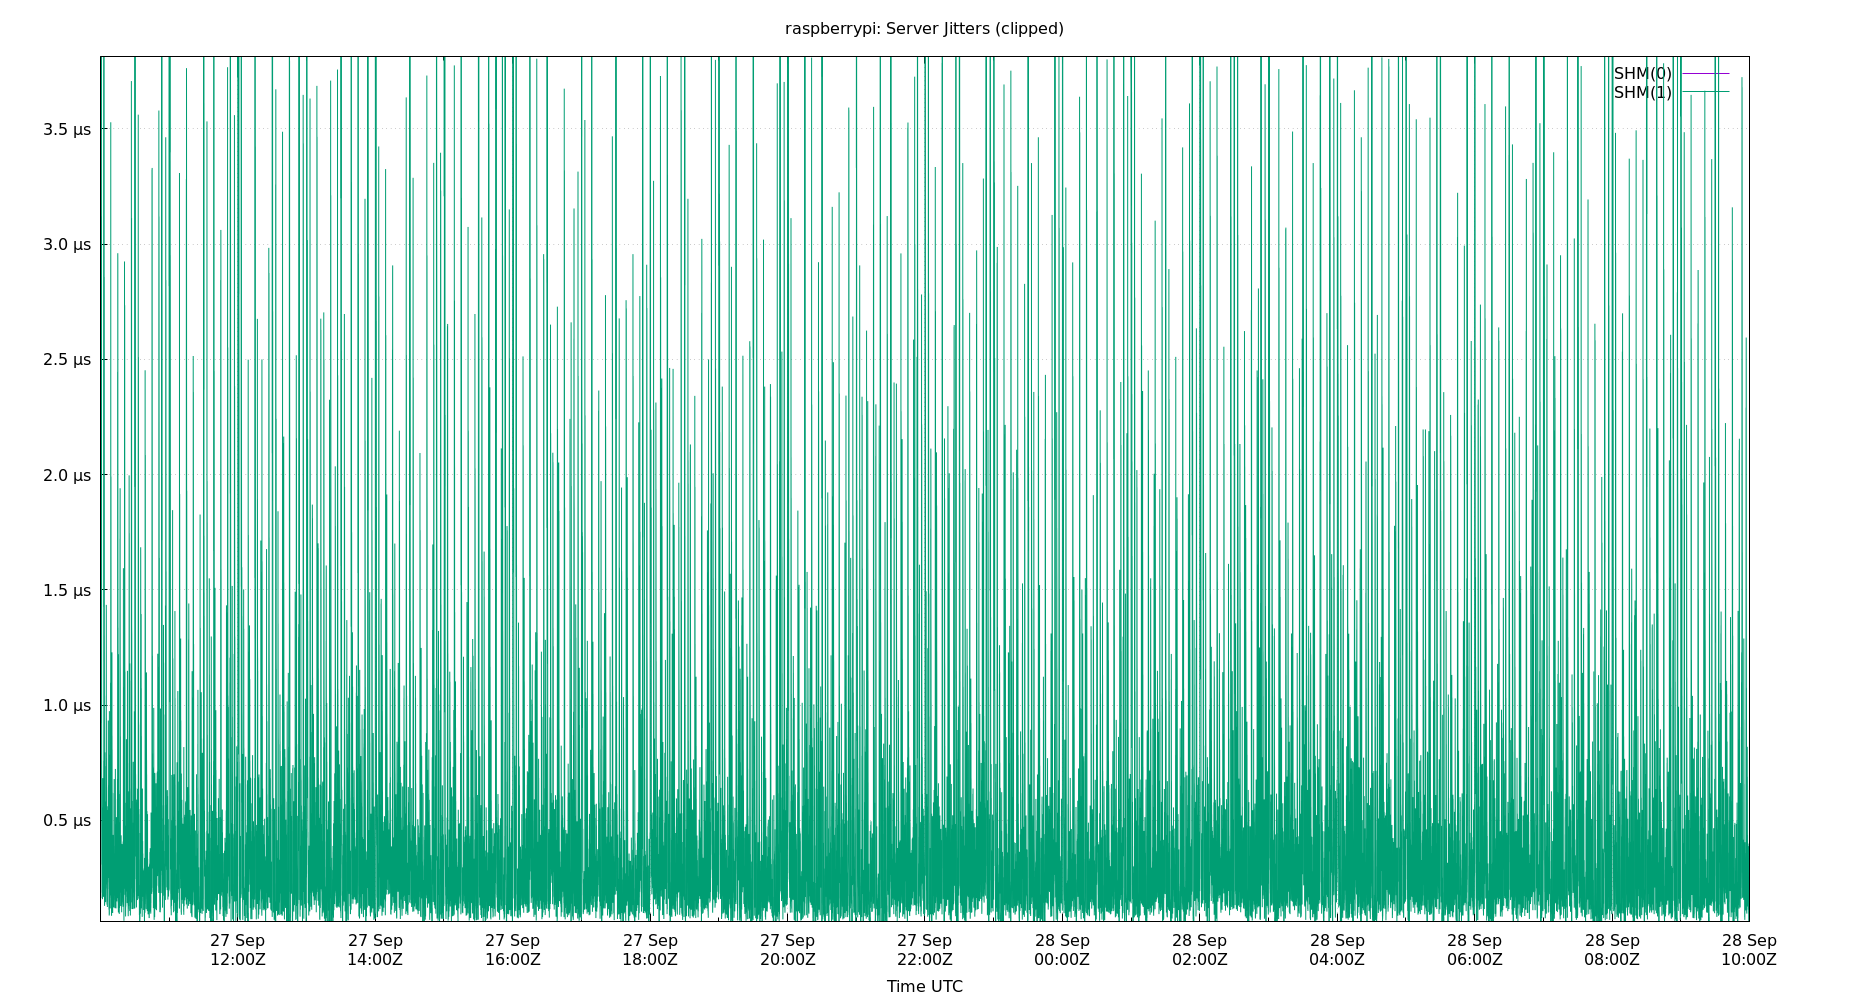 raspberrypi: Server Jitters (clipped)
SHM(0)
SHM(1)
3.5 µs
3.0 µs
2.5 µs
2.0 µs
1.5 µs
1.0 µs
0.5 µs
27 Sep 27 Sep 27 Sep 27 Sep 27 Sep 27 Sep 28 Sep 28 Sep 28 Sep 28 Sep 28 Sep 28 Sep
12:00Z 14:00Z 16:00Z 18:00Z 20:00Z 22:00Z 00:00Z 02:00Z 04:00Z 06:00Z 08:00Z 10:00Z
Time UTC